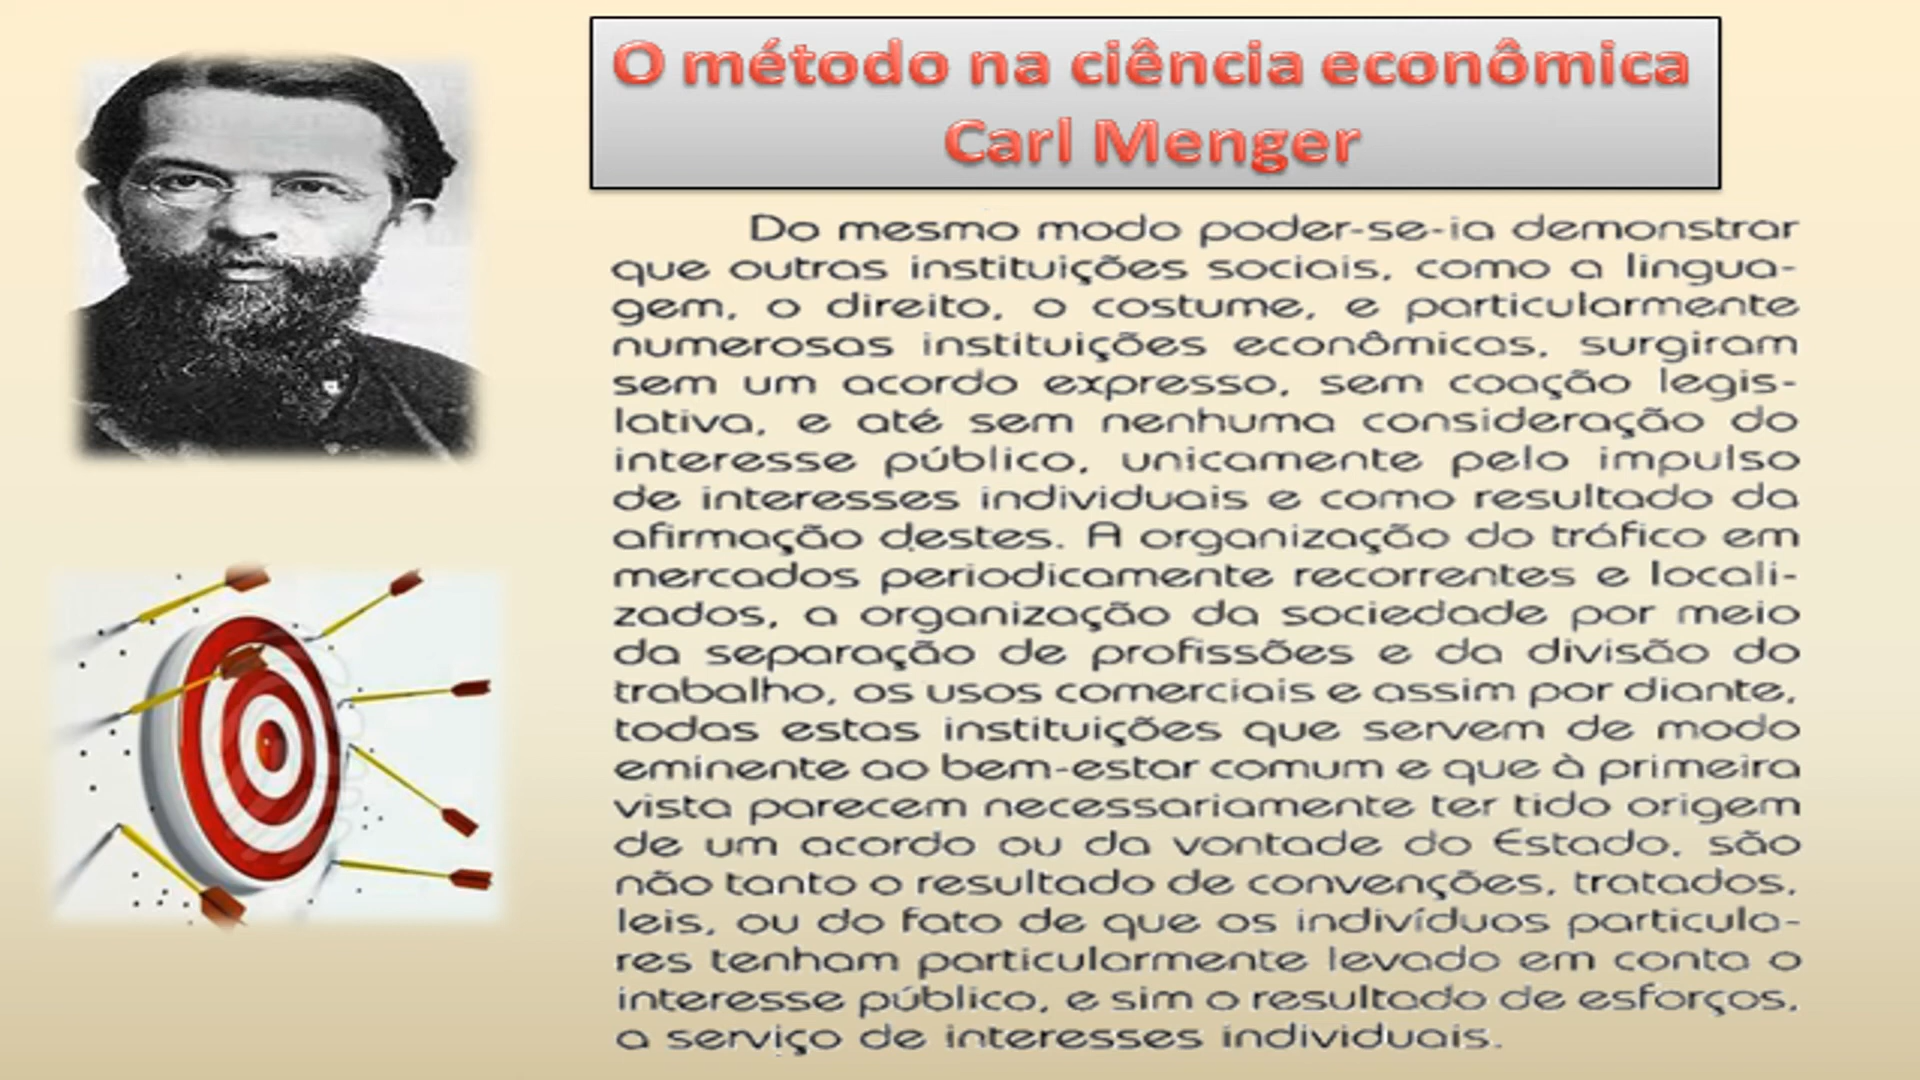 O método na ciência econômica
Carl Menger
Do mesmo modo poder-se-ia demonstrar
que outras instituições sociais, como a lingua-
gem, o direito, o costume, e particularmente
numerosas instituições econômicas, surgiram
sem um acordo expresso, sem coação legis-
lativa, e até sem nenhuma consideração do
interesse público, unicamente pelo impulso
de interesses individuais e como resultado da
afirmação destes. A organização do tráfico em
mercados periodicamente recorrentes e locali-
zados, a organização da sociedade por meio
da separação de profissões e da divisão do
trabalho, os usos comerciais e assim por diante,
todas estas instituições que servem de modo
eminente ao bem-estar comum e que à primeira
vista parecem necessariamente ter tido origem
de um acordo ou da vontade do Estado, são
não tanto o resultado de convenções, tratados,
leis, ou do fato de que os indivíduos particula-
res tenham particularmente levado em conta o
interesse público, e sim o resultado de esforços,
a serviço de interesses individuais.